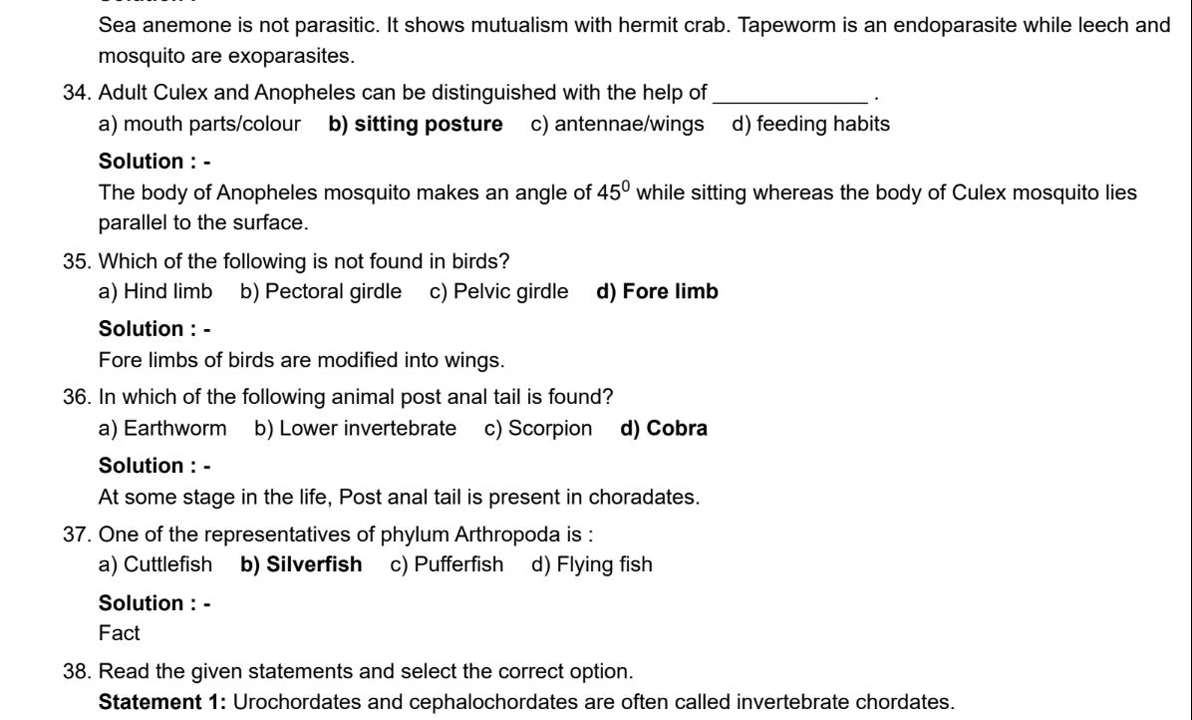 Sea anemone is not parasitic. It shows mutualism with hermit crab. Tapeworm is an endoparasite while leech and
mosquito are exoparasites.
34. Adult Culex and Anopheles can be distinguished with the help of ______________ .
a) mouth parts/colour b) sitting posture c) antennae/wings d) feeding habits
Solution : -
The body of Anopheles mosquito makes an angle of 45⁰ while sitting whereas the body of Culex mosquito lies
parallel to the surface.
35. Which of the following is not found in birds?
a) Hind limb b) Pectoral girdle c) Pelvic girdle d) Fore limb
Solution : -
Fore limbs of birds are modified into wings.
36. In which of the following animal post anal tail is found?
a) Earthworm b) Lower invertebrate c) Scorpion d) Cobra
Solution : -
At some stage in the life, Post anal tail is present in choradates.
37. One of the representatives of phylum Arthropoda is :
a) Cuttlefish b) Silverfish c) Pufferfish d) Flying fish
Solution : -
Fact
38. Read the given statements and select the correct option.
Statement 1: Urochordates and cephalochordates are often called invertebrate chordates.